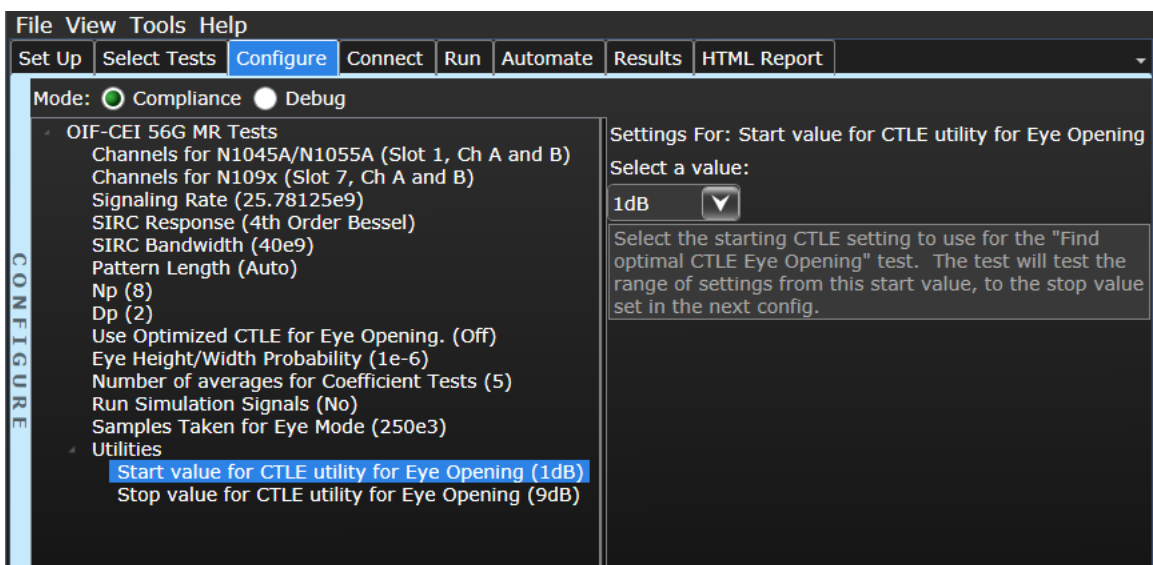 File View Tools Help
Set Up Select Tests Configure Connect Run Automate Results HTML Report
Mode: Compliance Debug
CONFIGURE
OIF-CEI 56G MR Tests
Channels for N1045A/N1055A (Slot 1, Ch A and B)
Channels for N109x (Slot 7, Ch A and B)
Signaling Rate (25.78125e9)
SIRC Response (4th Order Bessel)
SIRC Bandwidth (40e9)
Pattern Length (Auto)
Np (8)
Dp (2)
Use Optimized CTLE for Eye Opening. (Off)
Eye Height/Width Probability (1e-6)
Number of averages for Coefficient Tests (5)
Run Simulation Signals (No)
Samples Taken for Eye Mode (250e3)
Utilities
Start value for CTLE utility for Eye Opening (1dB)
Stop value for CTLE utility for Eye Opening (9dB)
Settings For: Start value for CTLE utility for Eye Opening
Select a value:
1dB
Select the starting CTLE setting to use for the "Find
optimal CTLE Eye Opening" test. The test will test the
range of settings from this start value, to the stop value
set in the next config.